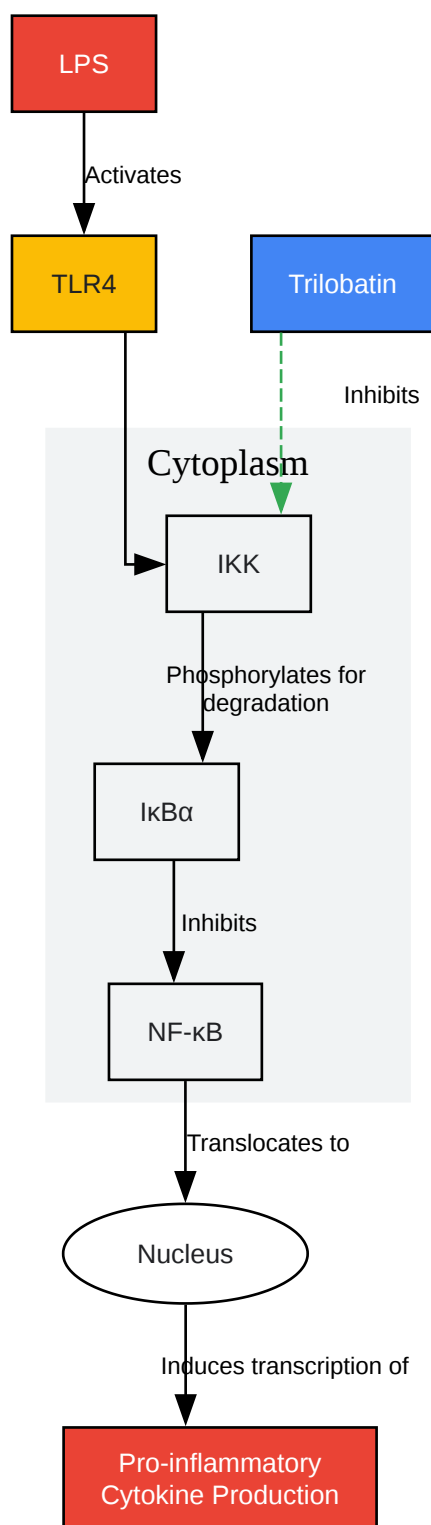 LPS
Activates
TLR4
Trilobatin
Inhibits
Cytoplasm
IKK
Phosphorylates for
degradation
IκBα
Inhibits
NF-κB
Translocates to
Nucleus
Induces transcription of
Pro-inflammatory
Cytokine Production